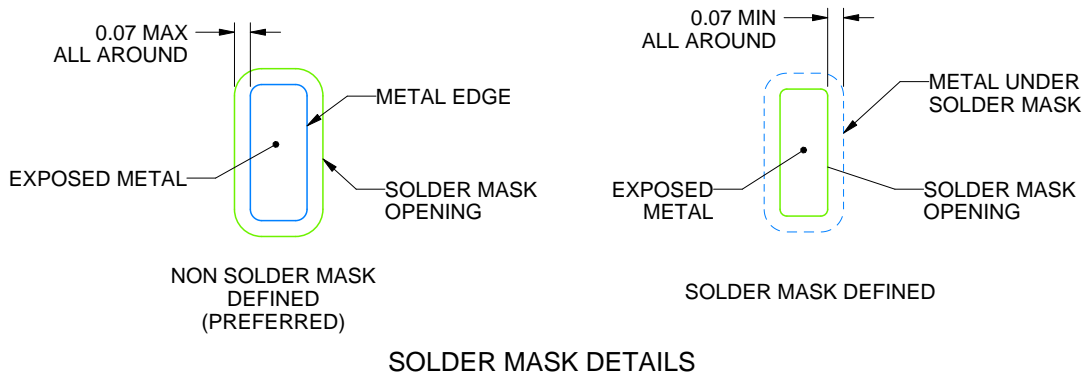 0.07 MAX
ALL AROUND
METAL EDGE
EXPOSED METAL
SOLDER MASK
OPENING
NON SOLDER MASK
DEFINED
(PREFERRED)
0.07 MIN
ALL AROUND
METAL UNDER
SOLDER MASK
EXPOSED
METAL
SOLDER MASK
OPENING
SOLDER MASK DEFINED
SOLDER MASK DETAILS